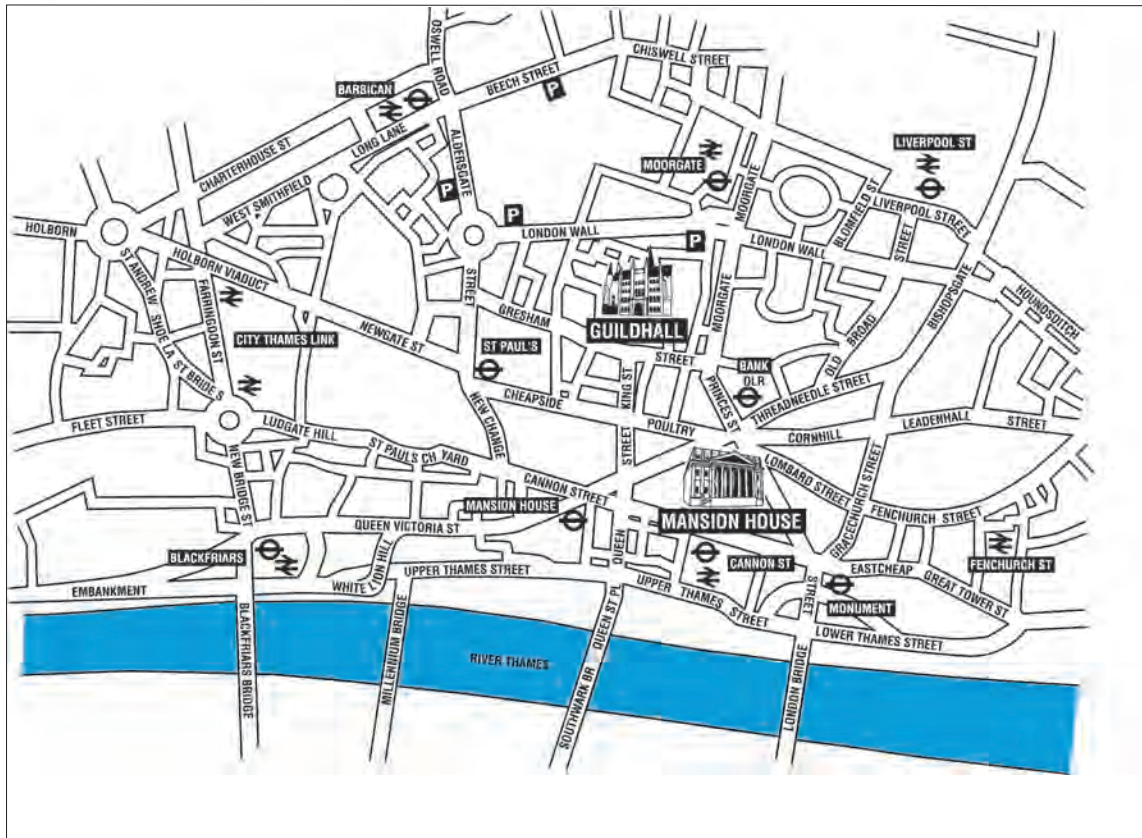 OSWELL ROAD
CHISWELL STREET
BEECH STREET
BARBICAN
P
LONG LANE
ALDERSGATE
CHARTERHOUSE ST
WEST SMITHFIELD
P
P
MOORGATE
MOORGATE
LIVERPOOL ST
BLOMFIELD ST
LIVERPOOL STREET
STREET
HOLBORN
LONDON WALL
P
LONDON WALL
HOLBORN VIADUCT
ST ANDREW
SHOE LA
ST BRIDE S
FARRINGDON ST
CITY THAMES LINK
NEWGATE ST
STREET
GRESHAM
STREET
GUILDHALL
MOORGATE
OLD
BROAD
BISHOPSGATE
HOUNSDITCH
ST PAUL'S
BANK
DLR
KING ST
PRINCES ST
THREADNEEDLE STREET
CHEAPSIDE
POULTRY
CORNHILL
LEADENHALL
STREET
FLEET STREET
LUDGATE HILL
ST PAULS CH YARD
NEW CHANGE
STREET
CANNON STREET
LOMBARD STREET
FENCHURCH STREET
GRACECHURCH STREET
MANSION HOUSE
MANSION HOUSE
NEW BRIDGE ST
QUEEN VICTORIA ST
QUEEN
BLACKFRIARS
CANNON ST
FENCHURCH ST
EASTCHEAP
GREAT TOWER ST
WHITE LION HILL
UPPER THAMES STREET
UPPER THAMES STREET
STREET
MONUMENT
EMBANKMENT
QUEEN ST PL
LOWER THAMES STREET
BLACKFRIARS BRIDGE
MILLENNIUM BRIDGE
RIVER THAMES
SOUTHWARK BR
LONDON BRIDGE